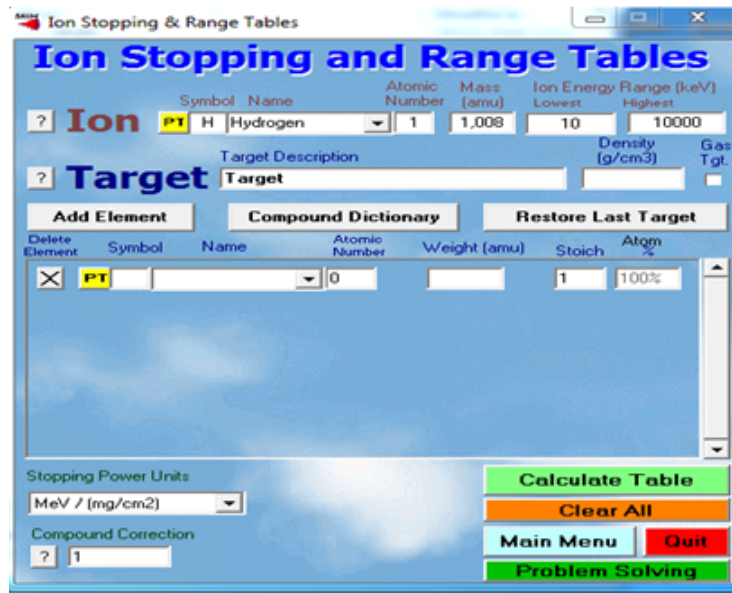 Ion Stopping & Range Tables
Ion Stopping and Range Tables
Symbol Name Atomic Number Mass (amu) Ion Energy Range (keV) Lowest Highest
? Ion PT H Hydrogen 1 1,008 10 10000
Target Description Density (g/cm3) Gas Tgt.
? Target Target
Add Element Compound Dictionary Restore Last Target
Delete Element Symbol Name Atomic Number Weight (amu) Stoich Atom %
X PT 0 1 100%
Stopping Power Units
MeV / (mg/cm2)
Compound Correction
? 1
Calculate Table
Clear All
Main Menu Quit
Problem Solving